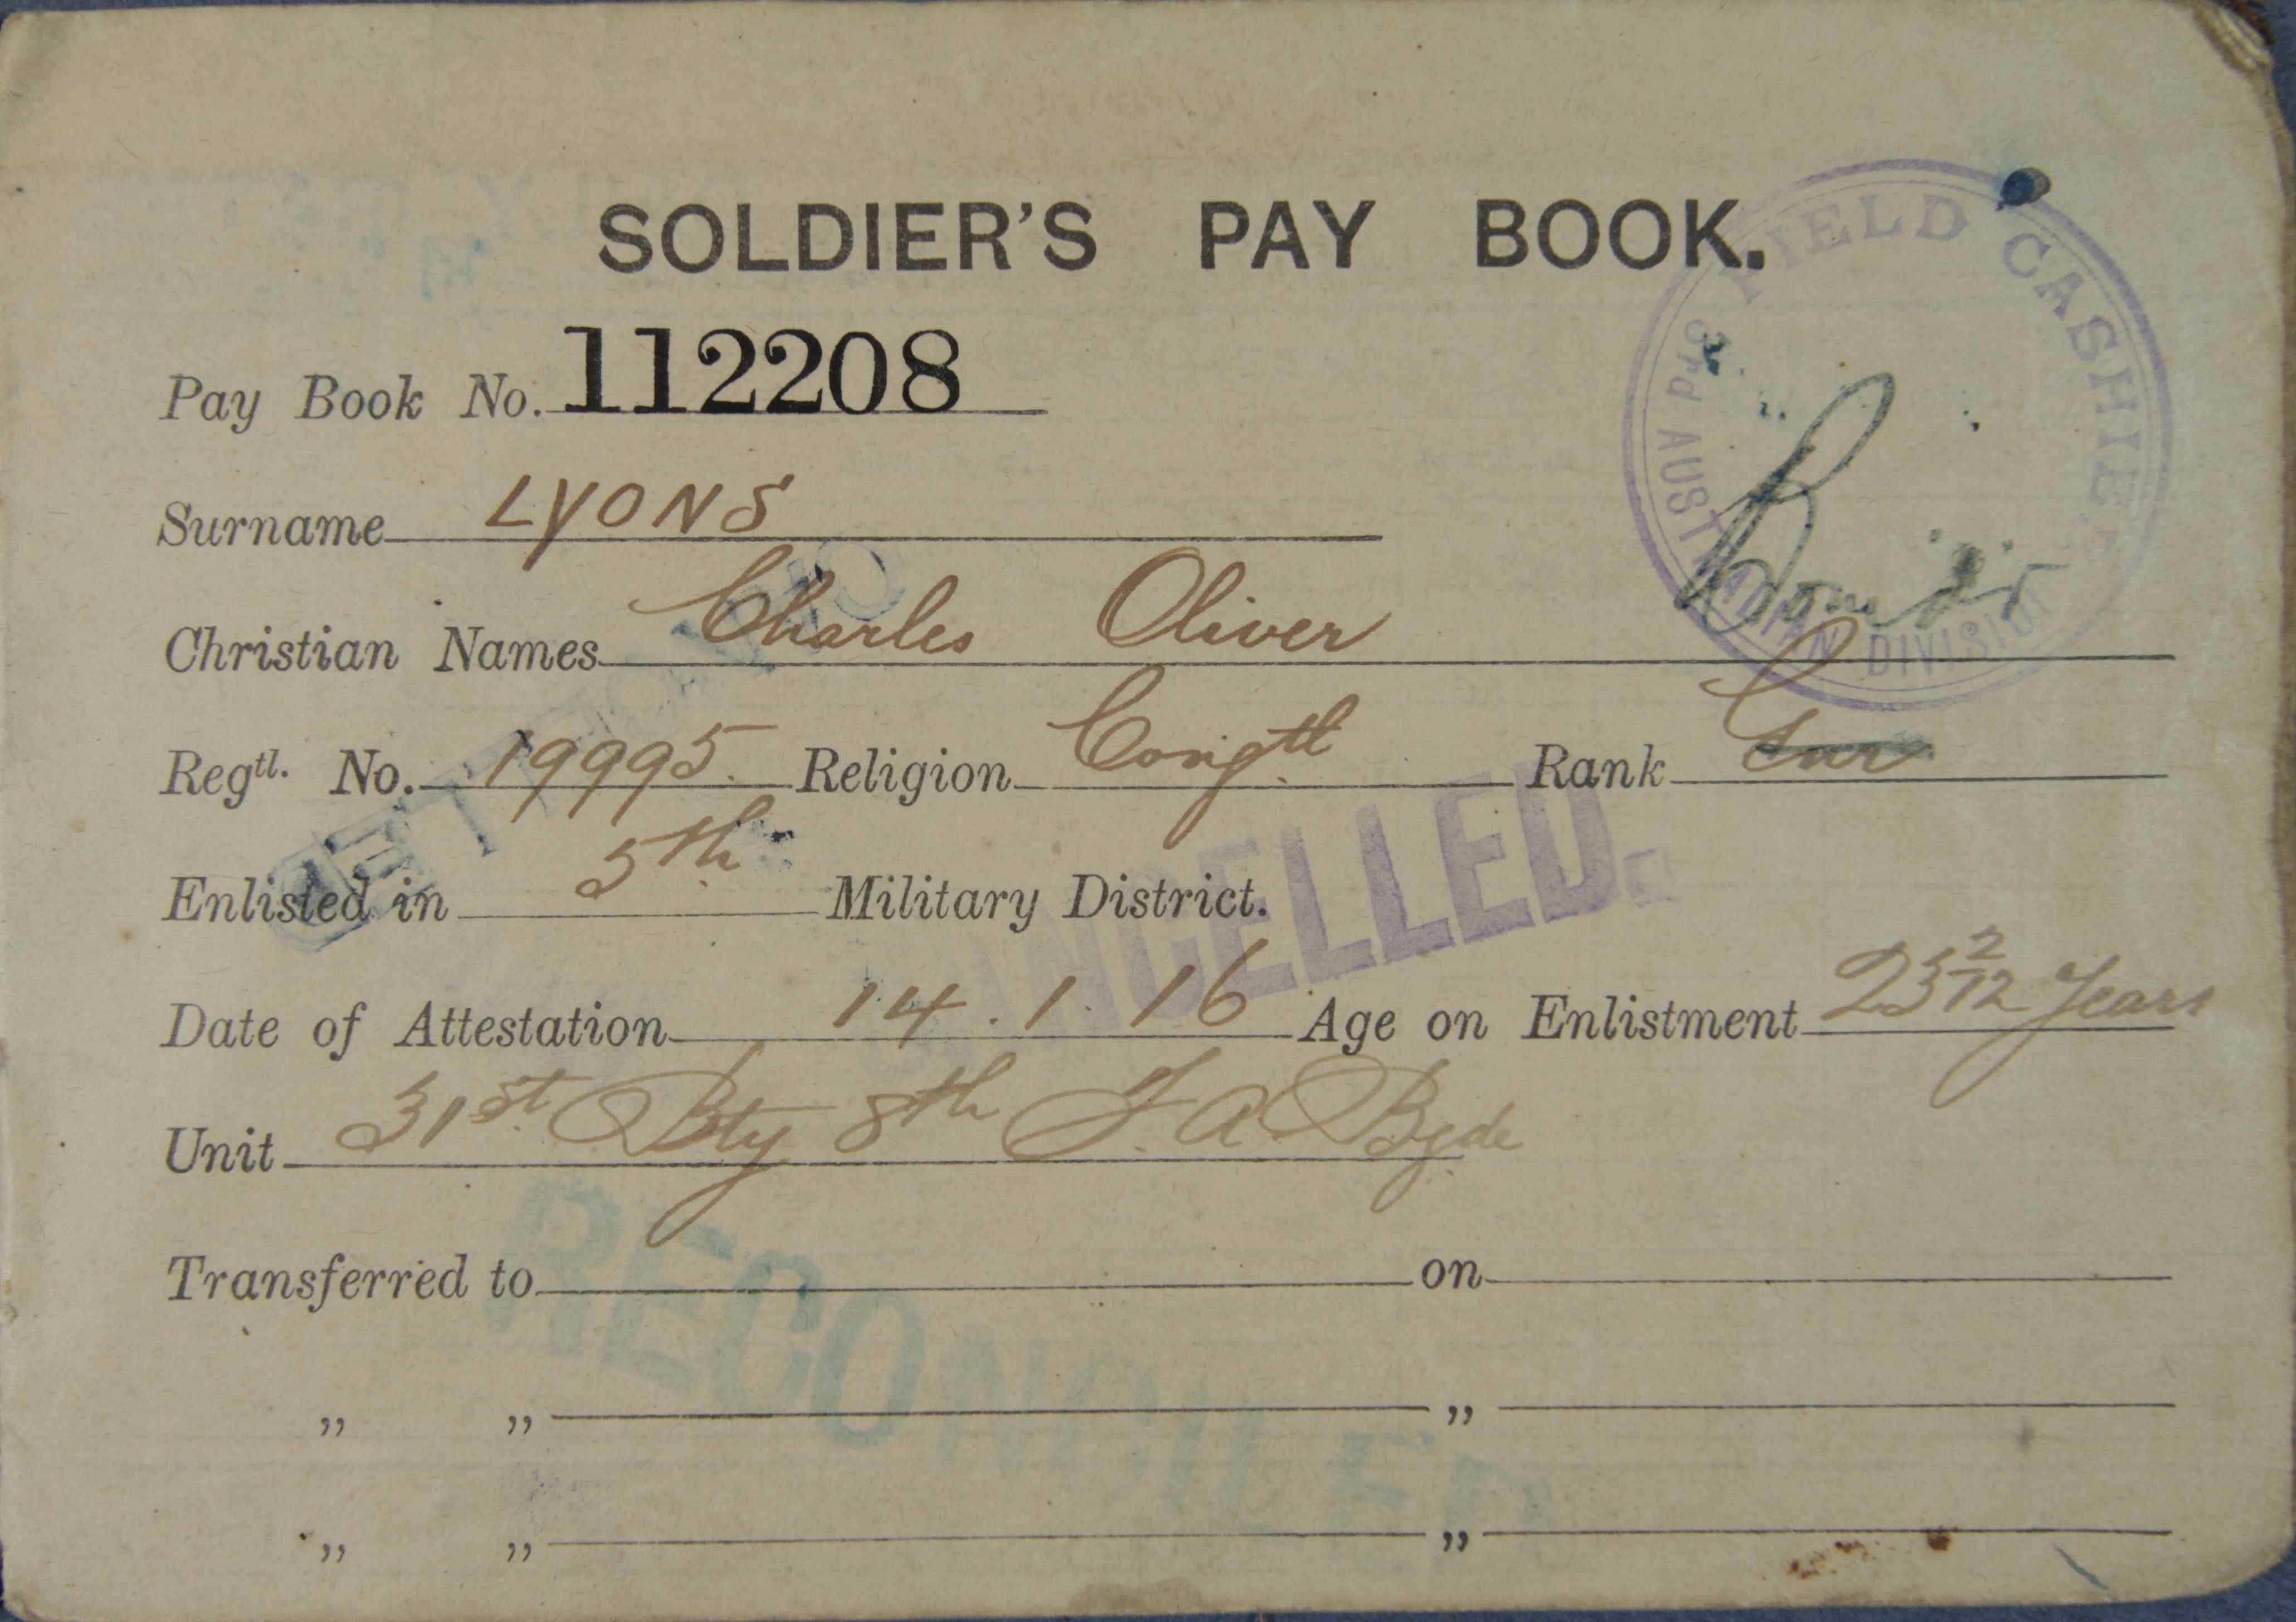 SOLDIER'S PAY BOOK.
FIELD CASHIER
3rd AUSTRALIAN DIVISION
Pay Book No. 112208
Surname LYONS
Christian Names Charles Oliver
Regtl. No. 19995. Religion Congtl Rank Gnr
Enlisted in 5th Military District.
CANCELLED.
Date of Attestation 14.1.16 Age on Enlistment 23 2/12 Years
Unit 31st Bty 8th F.A. Bgde
Transferred to on
RECONCILED
" " "
" " "